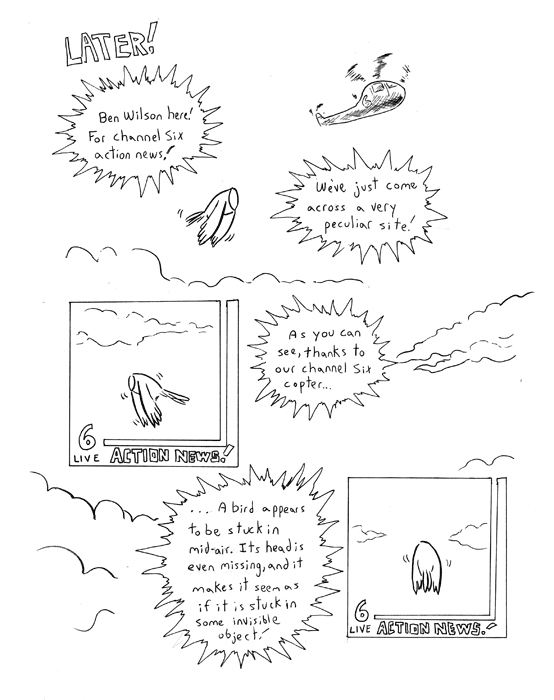 LATER!
Ben Wilson here!
For channel Six
action news!
6
We've just come
across a very
peculiar site!
As you can
see, thanks to
our channel Six
copter...
6
LIVE ACTION NEWS!
... A bird appears
to be stuck in
mid-air. Its head is
even missing, and it
makes it seem as
if it is stuck in
some invisible
object!
6
LIVE ACTION NEWS!